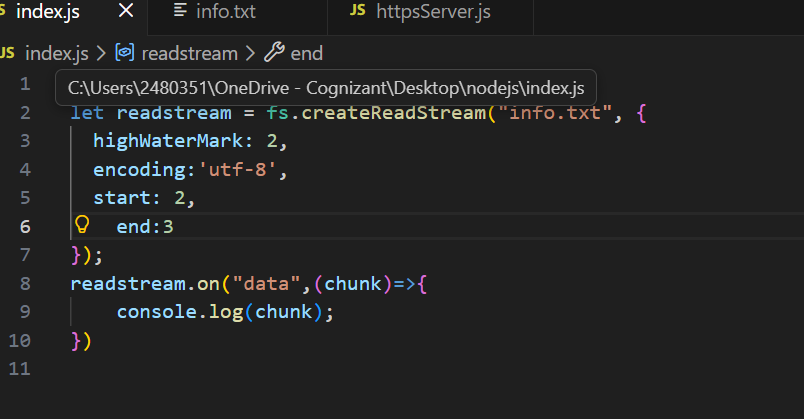 JS index.js × info.txt JS httpsServer.js
JS index.js > readstream > end
1
C:\Users\2480351\OneDrive - Cognizant\Desktop\nodejs\index.js
2 let readstream = fs.createReadStream("info.txt", {
3 highWaterMark: 2,
4 encoding:'utf-8',
5 start: 2,
6 end:3
7 });
8 readstream.on("data",(chunk)=>{
9 console.log(chunk);
10 })
11